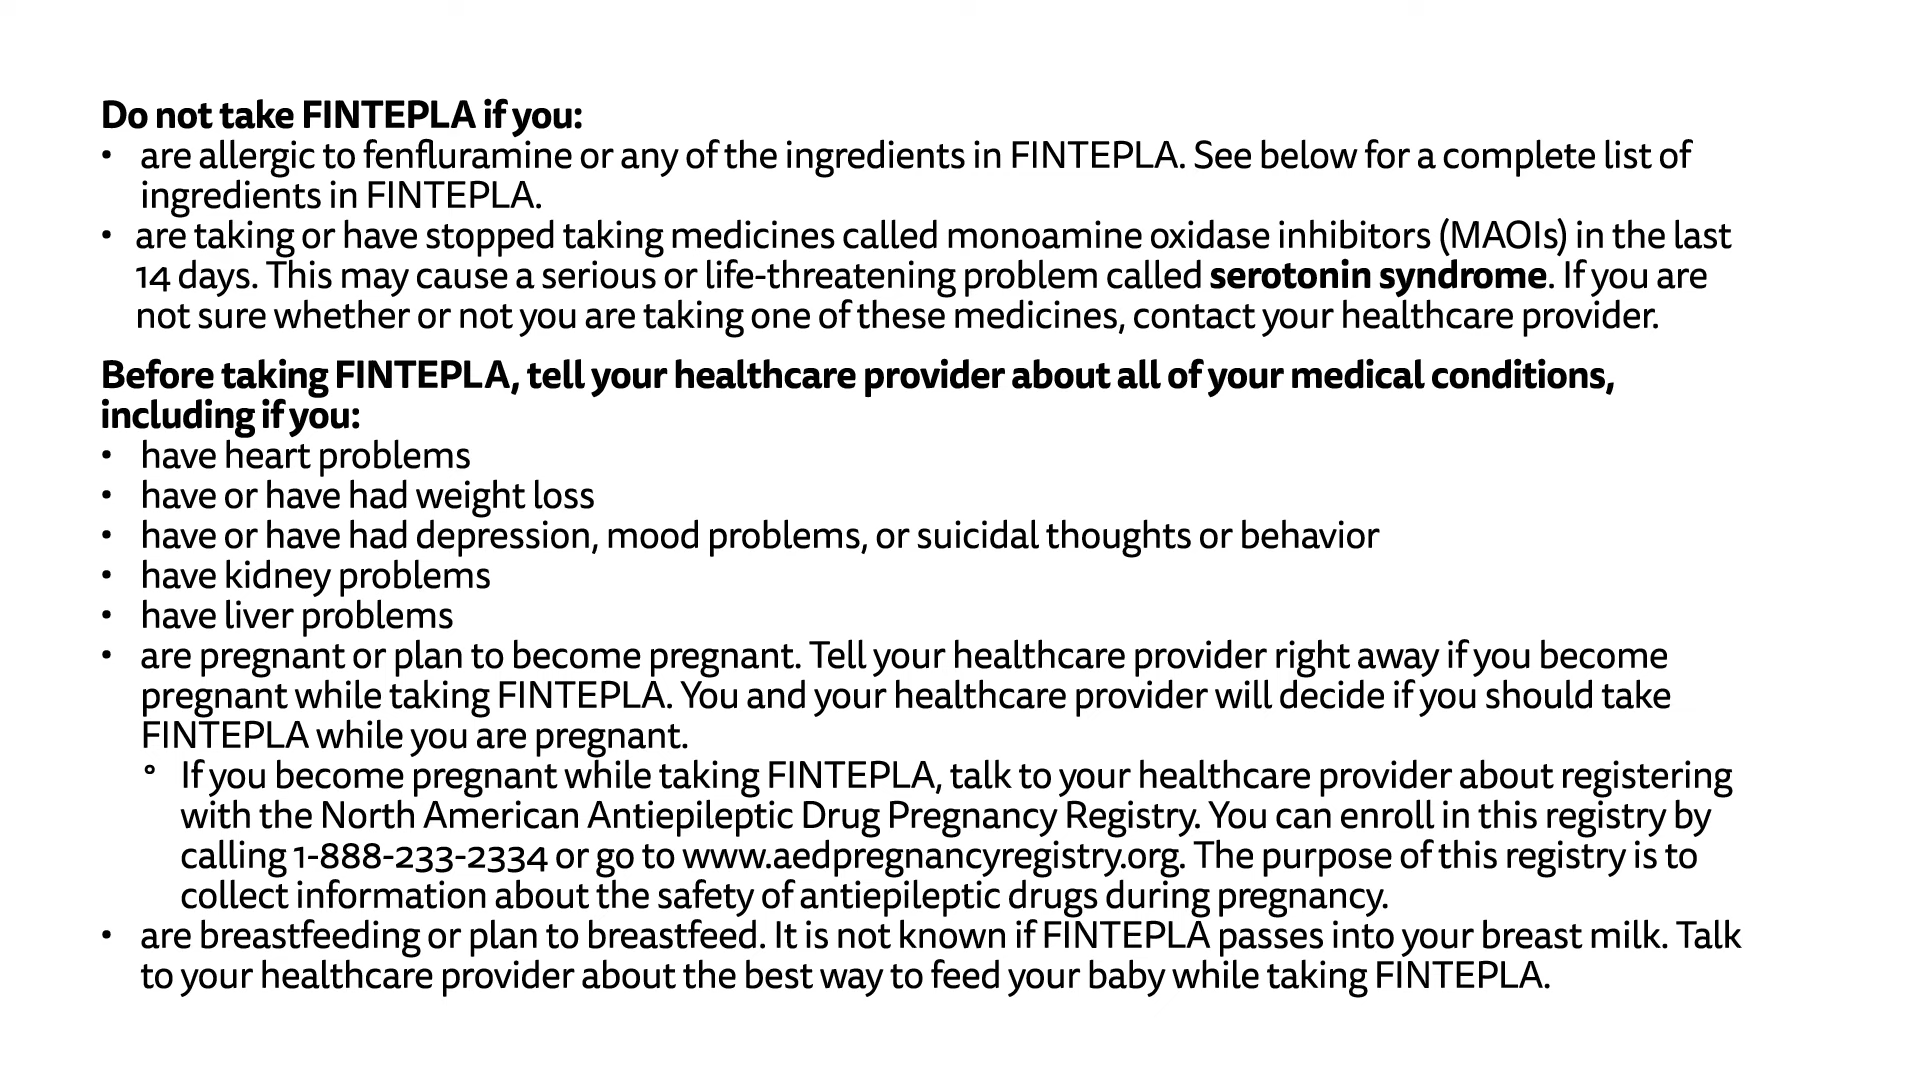 Do not take FINTEPLA if you:
• are allergic to fenfluramine or any of the ingredients in FINTEPLA. See below for a complete list of
ingredients in FINTEPLA.
• are taking or have stopped taking medicines called monoamine oxidase inhibitors (MAOIs) in the last
14 days. This may cause a serious or life-threatening problem called serotonin syndrome. If you are
not sure whether or not you are taking one of these medicines, contact your healthcare provider.
Before taking FINTEPLA, tell your healthcare provider about all of your medical conditions,
including if you:
• have heart problems
• have or have had weight loss
• have or have had depression, mood problems, or suicidal thoughts or behavior
• have kidney problems
• have liver problems
• are pregnant or plan to become pregnant. Tell your healthcare provider right away if you become
pregnant while taking FINTEPLA. You and your healthcare provider will decide if you should take
FINTEPLA while you are pregnant.
° If you become pregnant while taking FINTEPLA, talk to your healthcare provider about registering
with the North American Antiepileptic Drug Pregnancy Registry. You can enroll in this registry by
calling 1-888-233-2334 or go to www.aedpregnancyregistry.org. The purpose of this registry is to
collect information about the safety of antiepileptic drugs during pregnancy.
• are breastfeeding or plan to breastfeed. It is not known if FINTEPLA passes into your breast milk. Talk
to your healthcare provider about the best way to feed your baby while taking FINTEPLA.